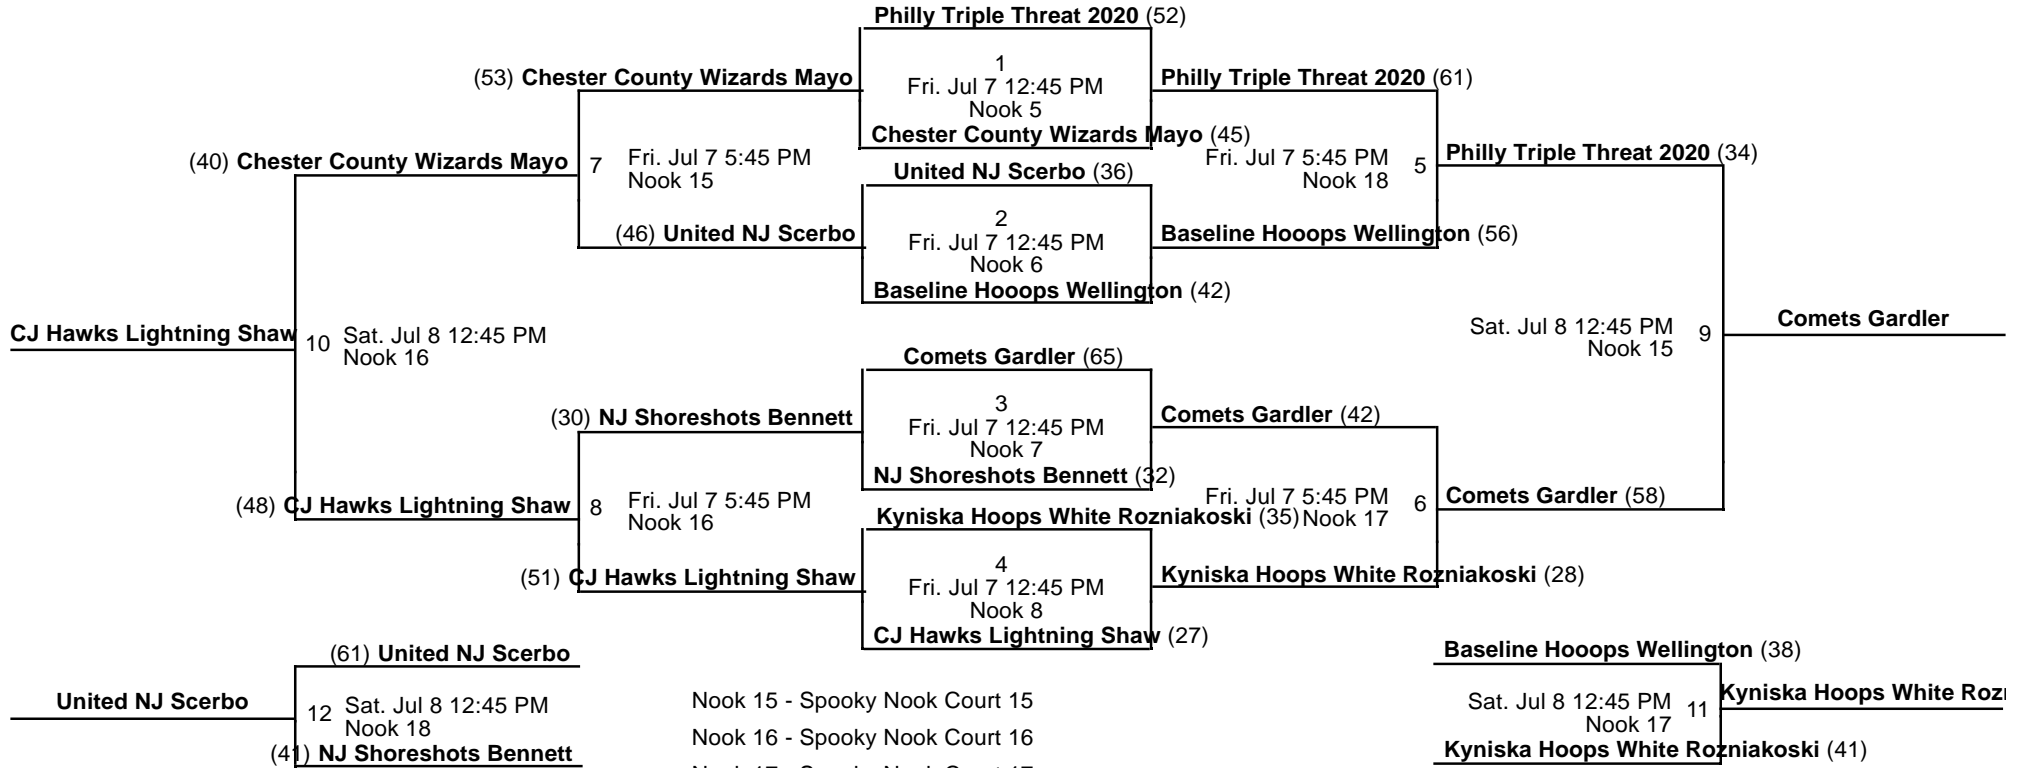 Philly Triple Threat 2020 (52)
1
Fri. Jul 7 12:45 PM
Nook 5
Chester County Wizards Mayo (45)
United NJ Scerbo (36)
2
Fri. Jul 7 12:45 PM
Nook 6
Baseline Hooops Wellington (42)
Comets Gardler (65)
3
Fri. Jul 7 12:45 PM
Nook 7
NJ Shoreshots Bennett (32)
Kyniska Hoops White Rozniakoski (35)
4
Fri. Jul 7 12:45 PM
Nook 8
CJ Hawks Lightning Shaw (27)
(53) Chester County Wizards Mayo
7 Fri. Jul 7 5:45 PM
Nook 15
(46) United NJ Scerbo
(30) NJ Shoreshots Bennett
8 Fri. Jul 7 5:45 PM
Nook 16
(51) CJ Hawks Lightning Shaw
(40) Chester County Wizards Mayo
10 Sat. Jul 8 12:45 PM
Nook 16
(48) CJ Hawks Lightning Shaw
CJ Hawks Lightning Shaw
Philly Triple Threat 2020 (61)
Fri. Jul 7 5:45 PM 5
Nook 18
Baseline Hooops Wellington (56)
Comets Gardler (42)
Fri. Jul 7 5:45 PM 6
Nook 17
Kyniska Hoops White Rozniakoski (28)
Philly Triple Threat 2020 (34)
Sat. Jul 8 12:45 PM 9
Nook 15
Comets Gardler (58)
Comets Gardler
(61) United NJ Scerbo
United NJ Scerbo
12 Sat. Jul 8 12:45 PM
Nook 18
(41) NJ Shoreshots Bennett
Nook 15 - Spooky Nook Court 15
Nook 16 - Spooky Nook Court 16
Nook 17 - Spooky Nook Court 17
Baseline Hooops Wellington (38)
Sat. Jul 8 12:45 PM 11
Nook 17
Kyniska Hoops White Rozniakoski (41)
Kyniska Hoops White